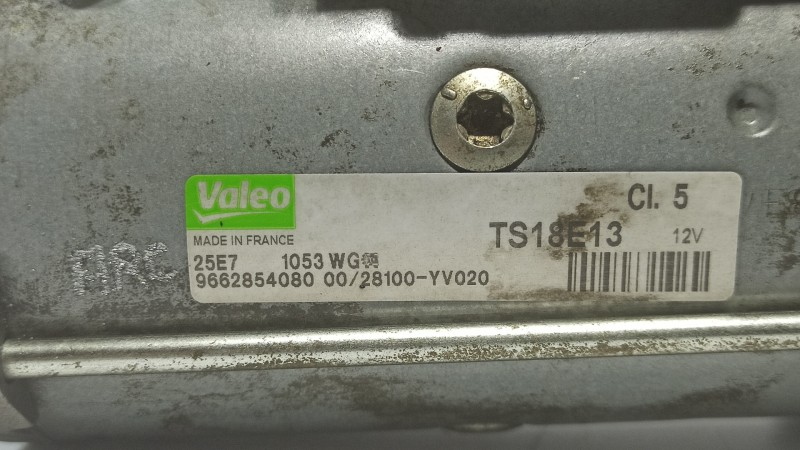 Valeo
Cl. 5
MADE IN FRANCE
TS18E13 12V
25E7 1053 WG
9662854080 00/28100-YV020